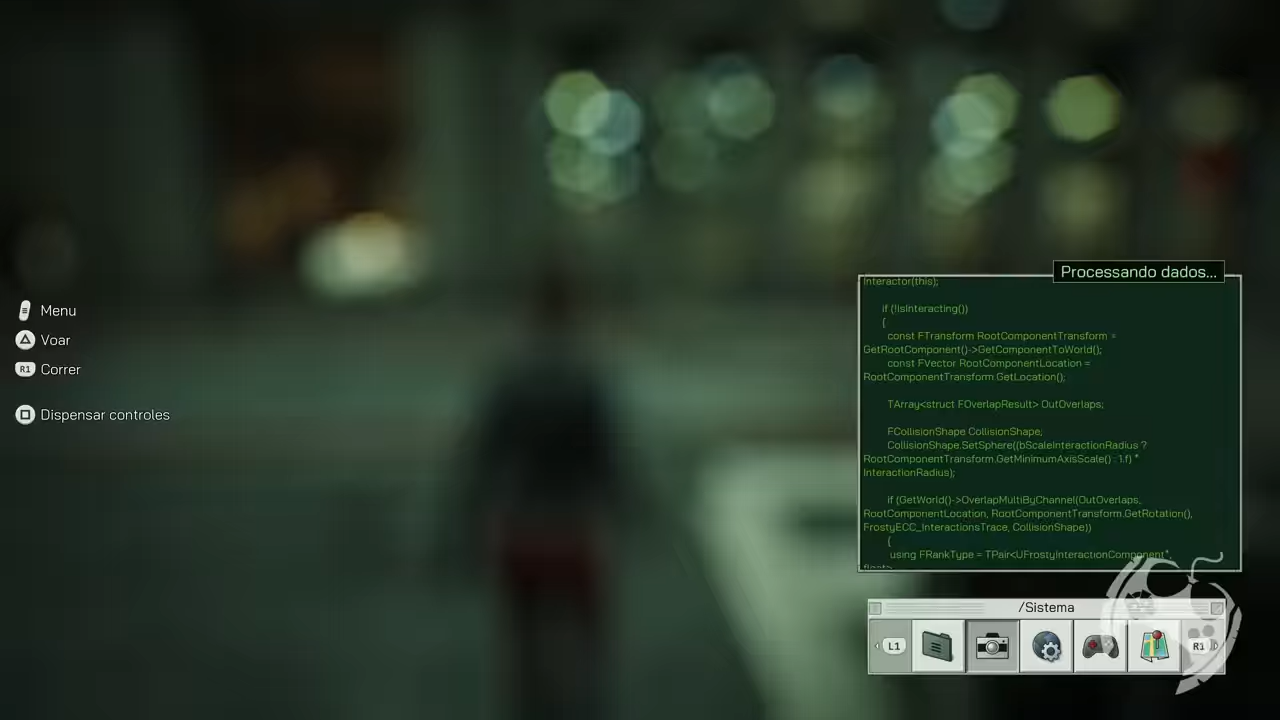 Menu
Voar
R1 Correr
Dispensar controles
Processando dados...
Interactor(this);
if (!isInteracting())
{
const FTransform RootComponentTransform =
GetRootComponent()->GetComponentToWorld();
const FVector RootComponentLocation =
RootComponentTransform.GetLocation();
TArray<struct FOverlapResult> OutOverlaps;
FCollisionShape CollisionShape;
CollisionShape.SetSphere((bScaleInteractionRadius ?
RootComponentTransform.GetMinimumAxisScale() : 1.f) *
InteractionRadius);
if (GetWorld()->OverlapMultiByChannel(OutOverlaps,
RootComponentLocation, RootComponentTransform.GetRotation(),
FrostyECC_InteractionsTrace, CollisionShape))
{
using FRankType = TPair<UFrostyInteractionComponent*,
float>
/Sistema
L1 R1